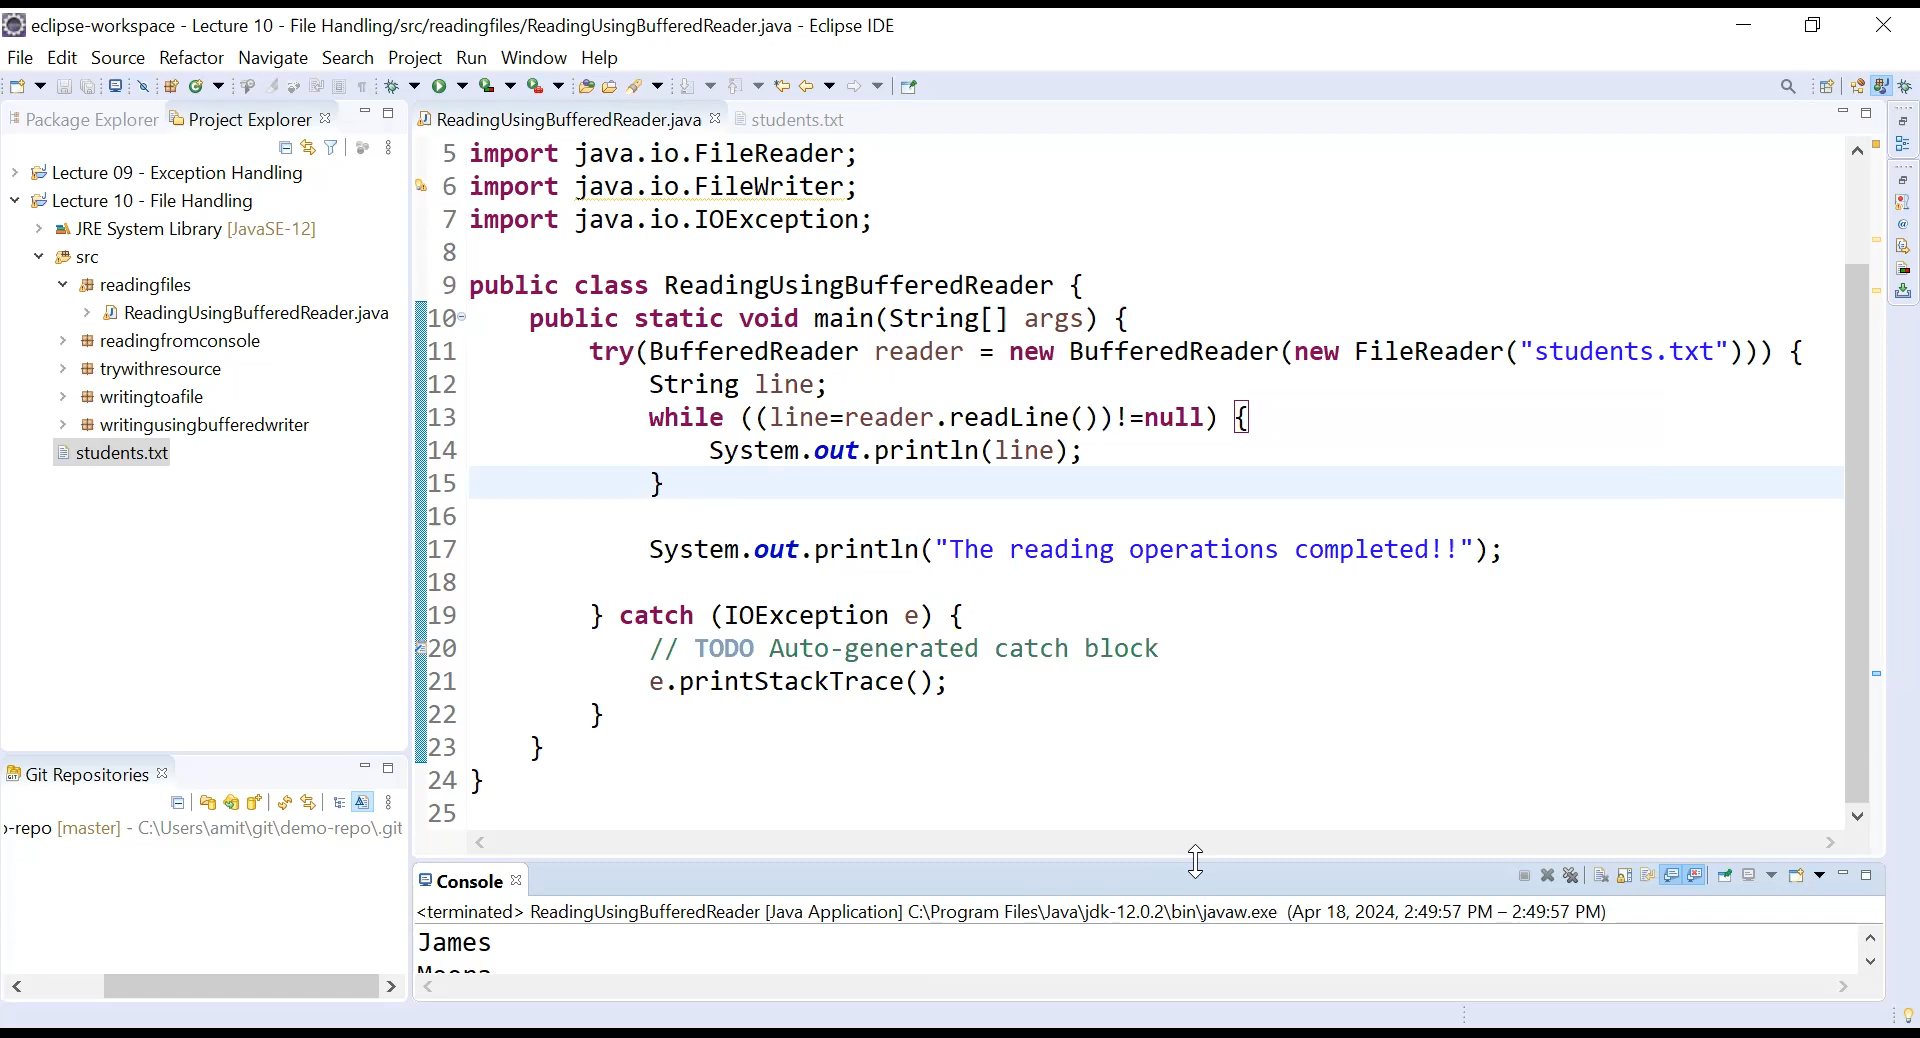 eclipse-workspace - Lecture 10 - File Handling/src/readingfiles/ReadingUsingBufferedReader.java - Eclipse IDE
File Edit Source Refactor Navigate Search Project Run Window Help
Package Explorer Project Explorer
Lecture 09 - Exception Handling
Lecture 10 - File Handling
JRE System Library [JavaSE-12]
src
readingfiles
ReadingUsingBufferedReader.java
readingfromconsole
trywithresource
writingtoafile
writingusingbufferedwriter
students.txt
Git Repositories
-repo [master] - C:\Users\amit\git\demo-repo\.git
ReadingUsingBufferedReader.java students.txt
5 import java.io.FileReader;
6 import java.io.FileWriter;
7 import java.io.IOException;
8
9 public class ReadingUsingBufferedReader {
10 public static void main(String[] args) {
11 try(BufferedReader reader = new BufferedReader(new FileReader("students.txt"))) {
12 String line;
13 while ((line=reader.readLine())!=null) {
14 System.out.println(line);
15 }
16
17 System.out.println("The reading operations completed!!");
18
19 } catch (IOException e) {
20 // TODO Auto-generated catch block
21 e.printStackTrace();
22 }
23 }
24 }
25
Console
<terminated> ReadingUsingBufferedReader [Java Application] C:\Program Files\Java\jdk-12.0.2\bin\javaw.exe (Apr 18, 2024, 2:49:57 PM – 2:49:57 PM)
James